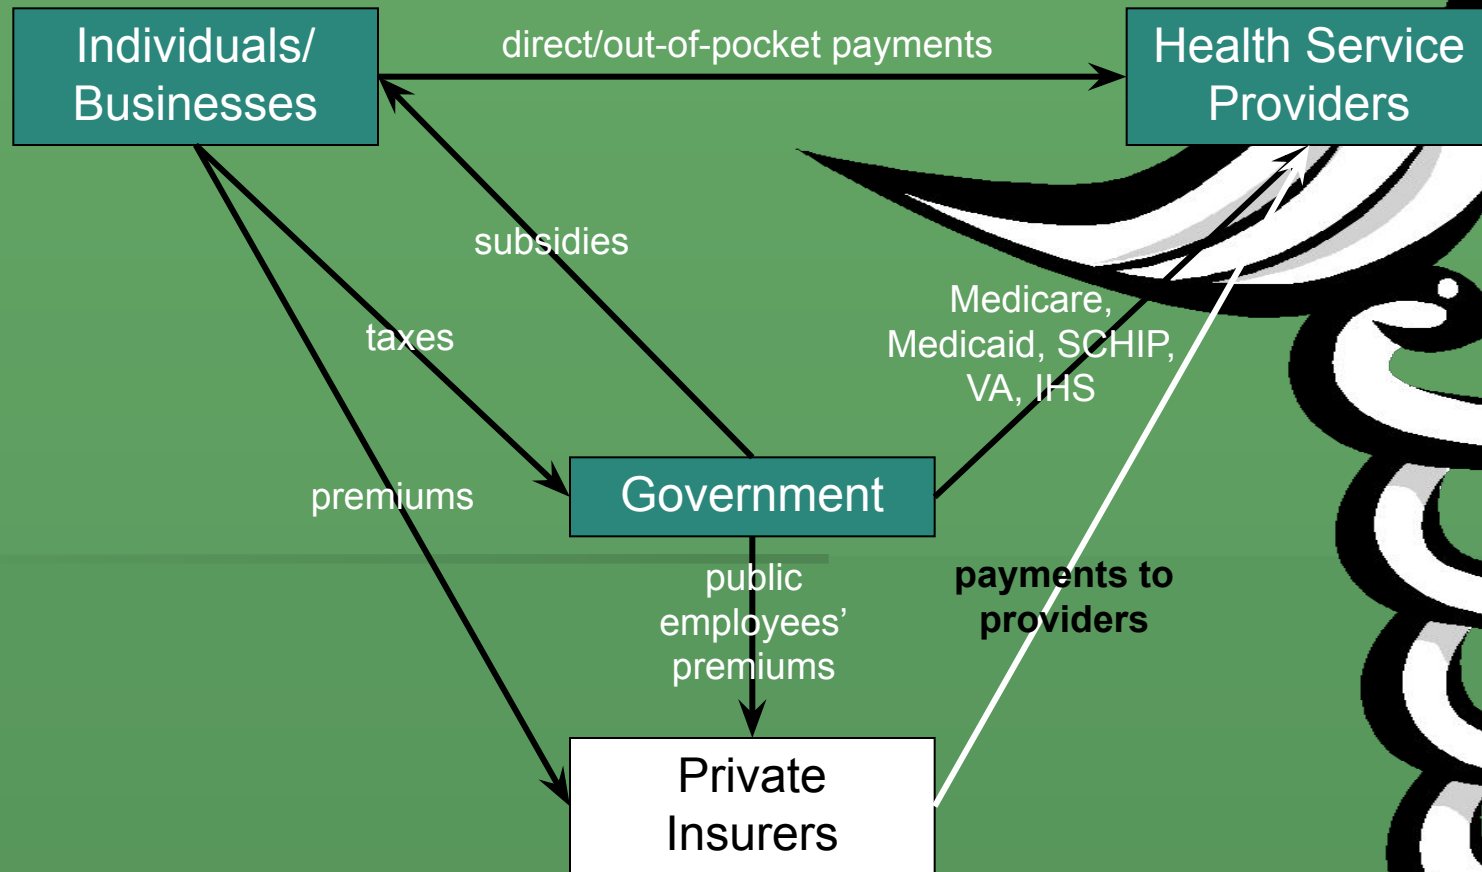 Individuals/
Businesses
direct/out-of-pocket payments
Health Service
Providers
subsidies
taxes
Medicare,
Medicaid, SCHIP,
VA, IHS
premiums
Government
public
employees’
premiums
payments to
providers
Private
Insurers